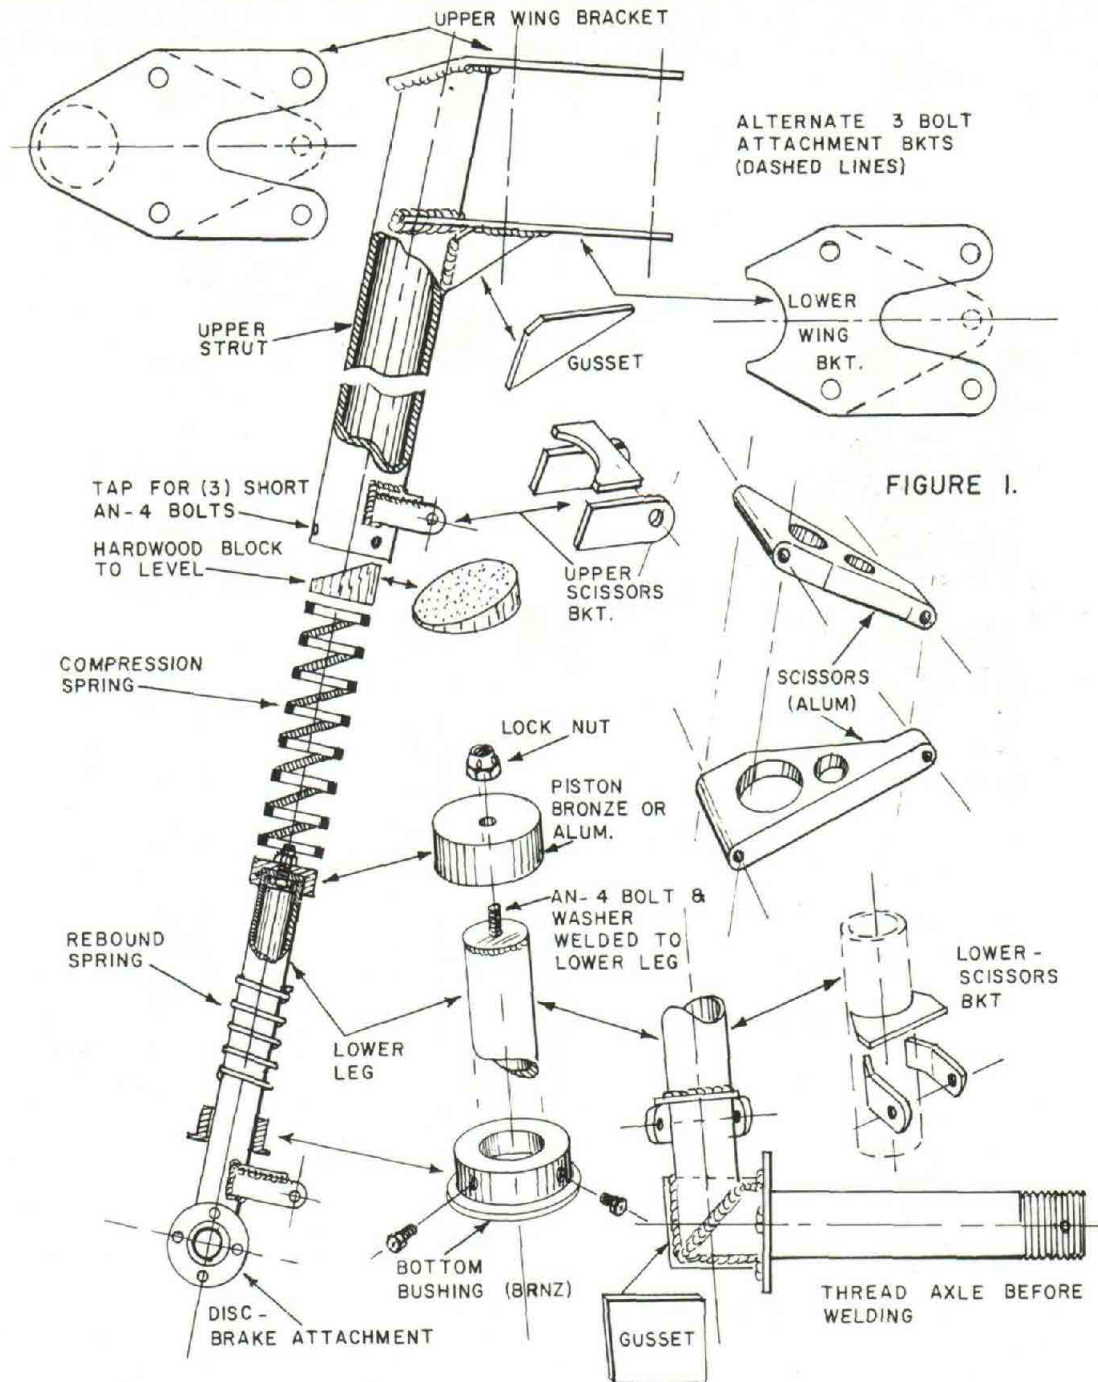 UPPER WING BRACKET
ALTERNATE 3 BOLT
ATTACHMENT BKTS
(DASHED LINES)
UPPER
STRUT
GUSSET
LOWER
WING
BKT.
FIGURE 1.
TAP FOR (3) SHORT
AN-4 BOLTS
HARDWOOD BLOCK
TO LEVEL
UPPER
SCISSORS
BKT.
COMPRESSION
SPRING
SCISSORS
(ALUM)
LOCK NUT
PISTON
BRONZE OR
ALUM.
AN-4 BOLT &
WASHER
WELDED TO
LOWER LEG
REBOUND
SPRING
LOWER-
SCISSORS
BKT
LOWER
LEG
BOTTOM
BUSHING (BRNZ)
DISC-
BRAKE ATTACHMENT
GUSSET
THREAD AXLE BEFORE
WELDING